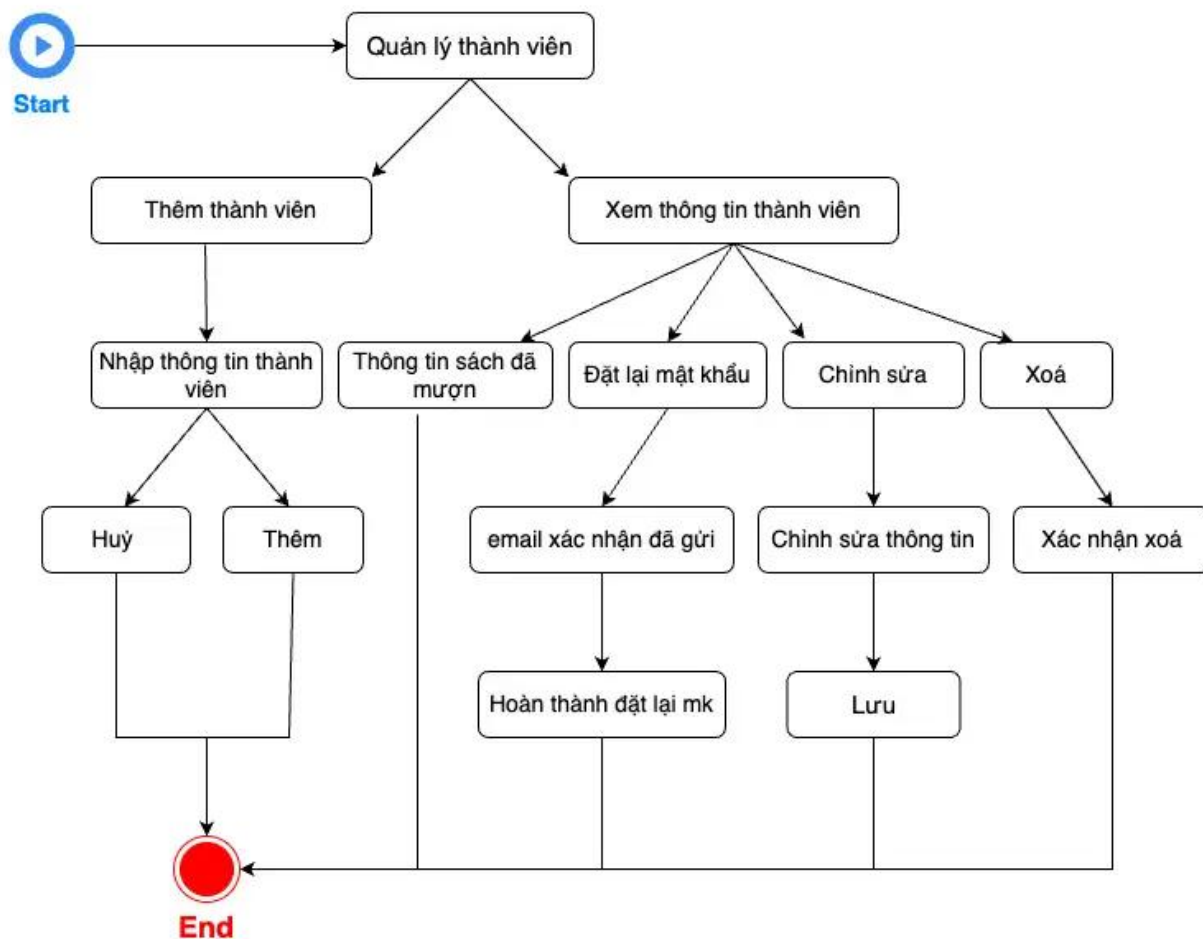 Quản lý thành viên
Start
Thêm thành viên
Xem thông tin thành viên
Nhập thông tin thành
viên
Thông tin sách đã
mượn
Đặt lại mật khẩu
Chỉnh sửa
Xoá
Huỷ
Thêm
email xác nhận đã gửi
Chỉnh sửa thông tin
Xác nhận xoá
Hoàn thành đặt lại mk
Lưu
End